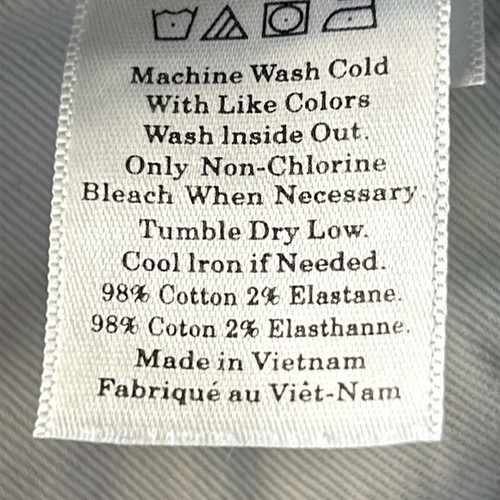 Machine Wash Cold
With Like Colors
Wash Inside Out.
Only Non-Chlorine
Bleach When Necessary.
Tumble Dry Low.
Cool Iron if Needed.
98% Cotton 2% Elastane.
98% Coton 2% Elasthanne.
Made in Vietnam
Fabriqué au Viêt-Nam